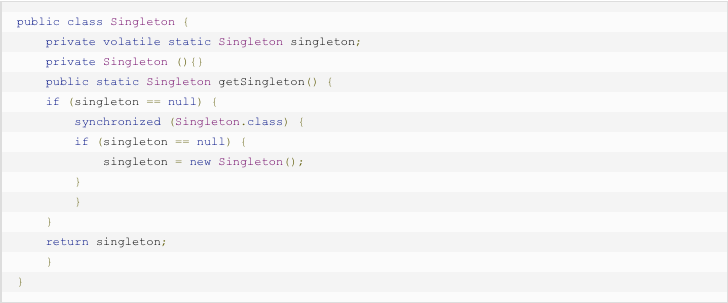 public class Singleton {
    private volatile static Singleton singleton;
    private Singleton (){}
    public static Singleton getSingleton() {
    if (singleton == null) {
        synchronized (Singleton.class) {
        if (singleton == null) {
            singleton = new Singleton();
        }
        }
    }
    return singleton;
    }
}